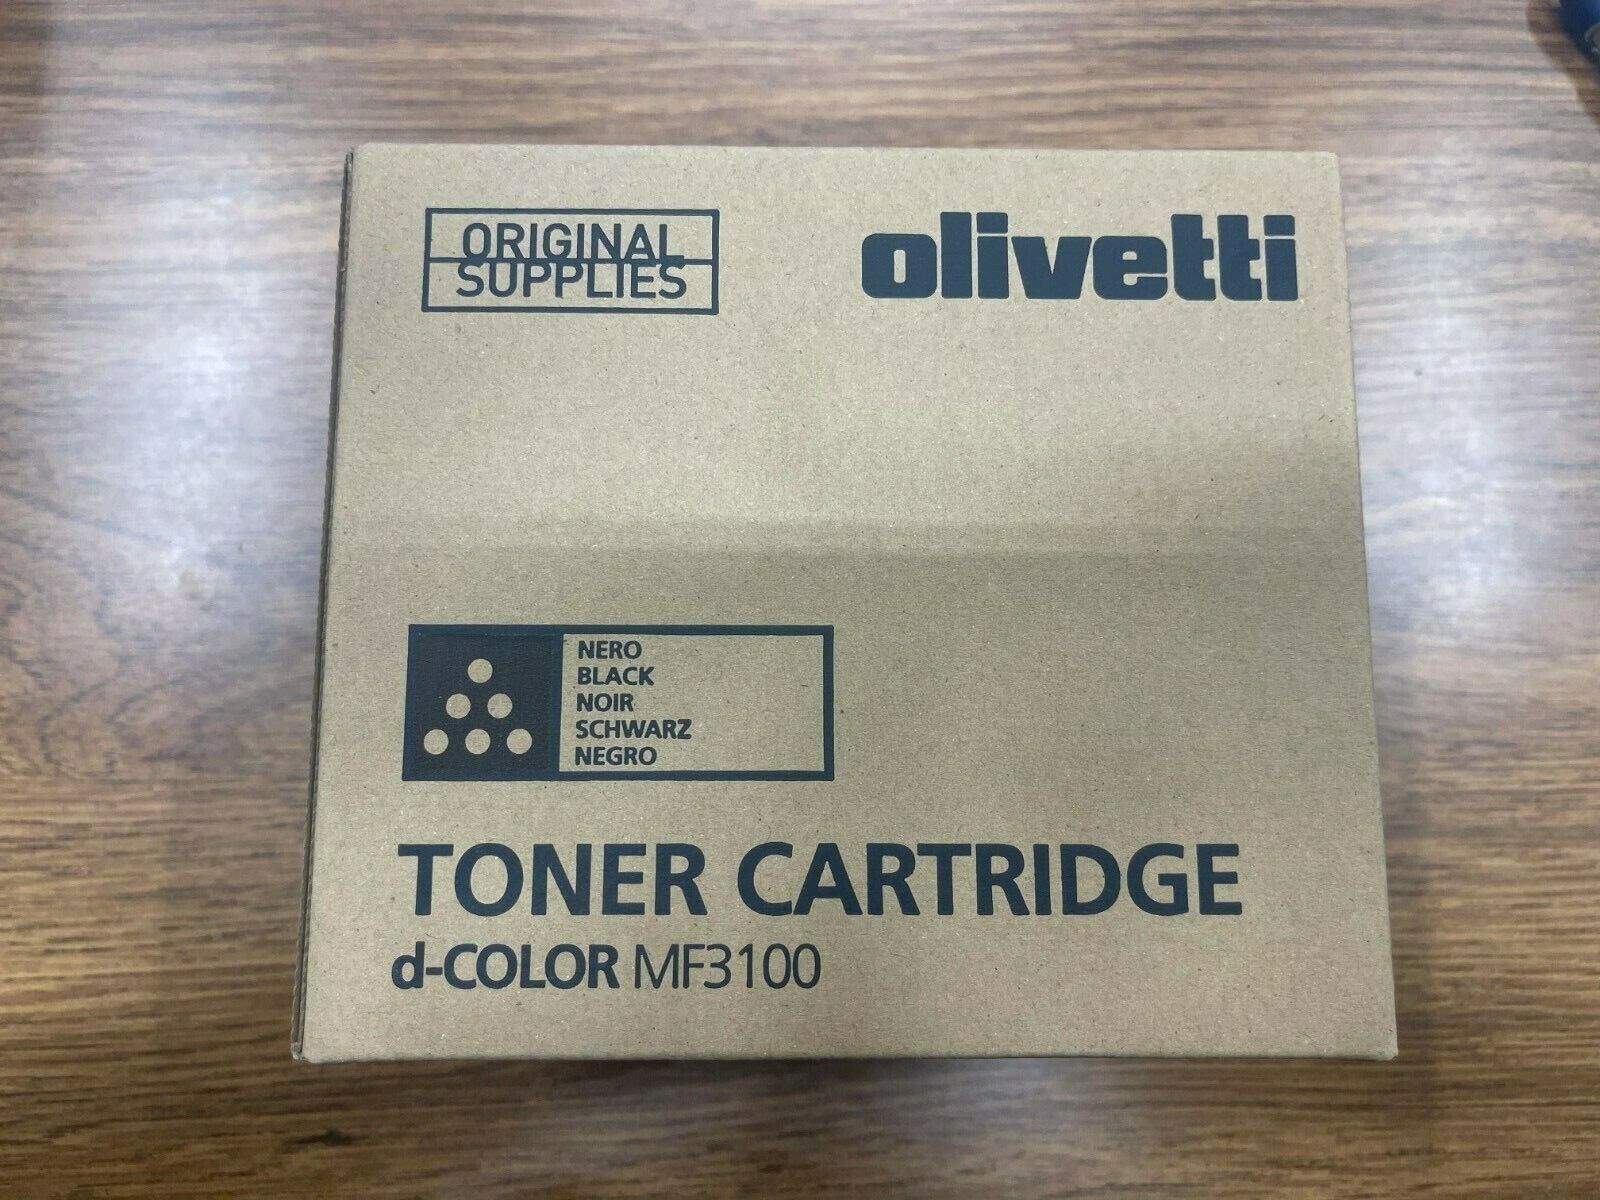 ORIGINAL
SUPPLIES
olivetti
NERO
BLACK
NOIR
SCHWARZ
NEGRO
TONER CARTRIDGE
d-COLOR MF3100